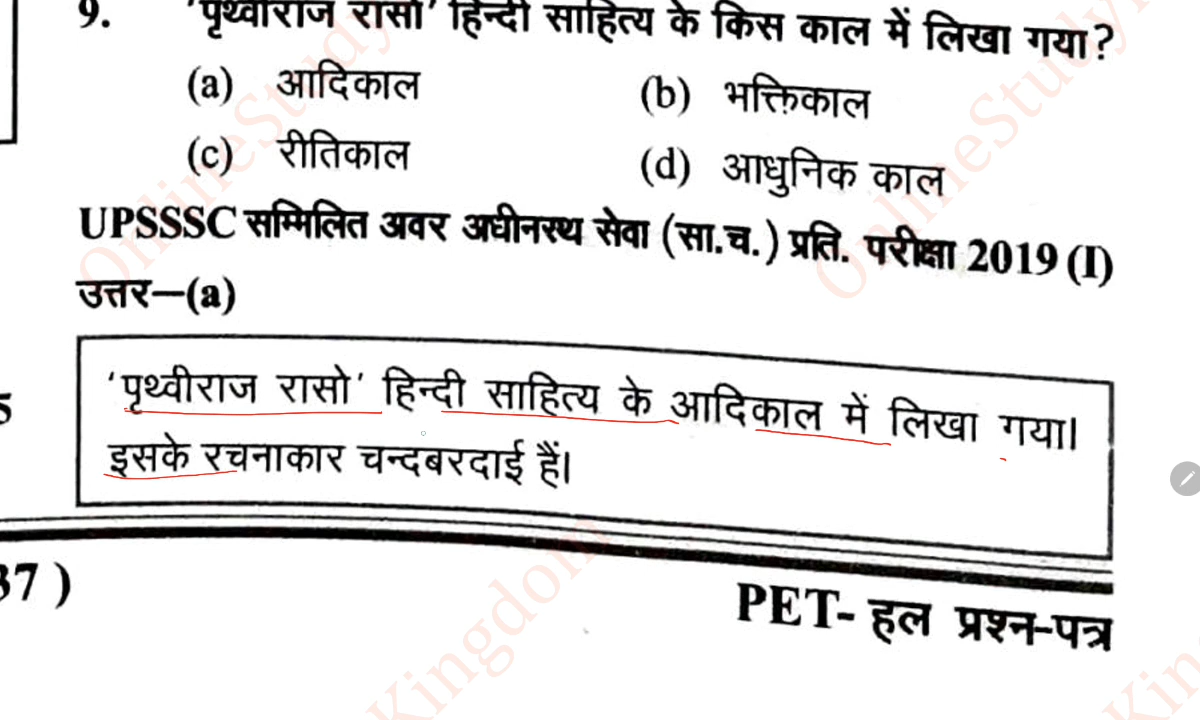 9. 'पृथ्वीराज रासो' हिन्दी साहित्य के किस काल में लिखा गया?
(a) आदिकाल (b) भक्तिकाल
(c) रीतिकाल (d) आधुनिक काल
UPSSSC सम्मिलित अवर अधीनस्थ सेवा (सा.च.) प्रति. परीक्षा 2019 (I)
उत्तर–(a)
'पृथ्वीराज रासो' हिन्दी साहित्य के आदिकाल में लिखा गया।
इसके रचनाकार चन्दबरदाई हैं।
37 )
PET- हल प्रश्न-पत्र